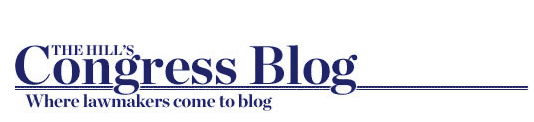 THE HILL'S
Congress Blog
Where lawmakers come to blog